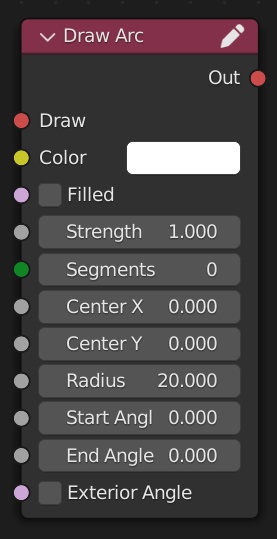 Draw Arc
Out
Draw
Color
Filled
Strength 1.000
Segments 0
Center X 0.000
Center Y 0.000
Radius 20.000
Start Angl 0.000
End Angle 0.000
Exterior Angle